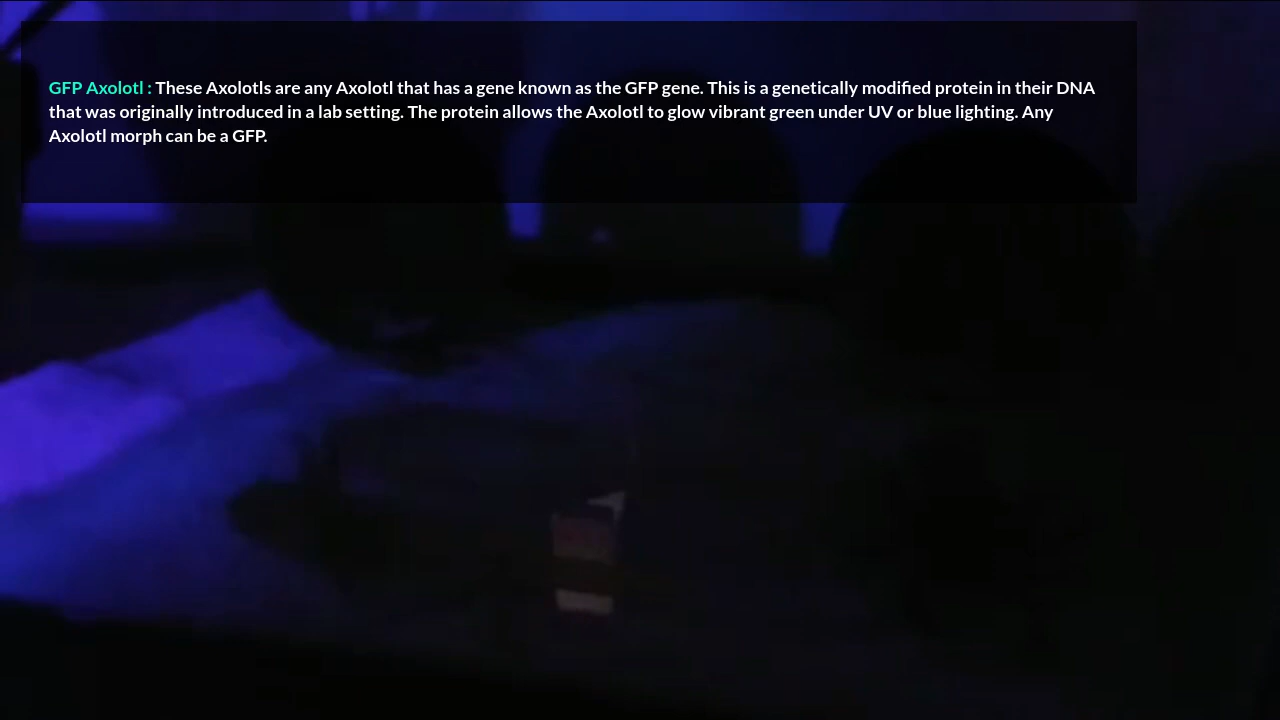 GFP Axolotl : These Axolotls are any Axolotl that has a gene known as the GFP gene. This is a genetically modified protein in their DNA
that was originally introduced in a lab setting. The protein allows the Axolotl to glow vibrant green under UV or blue lighting. Any
Axolotl morph can be a GFP.